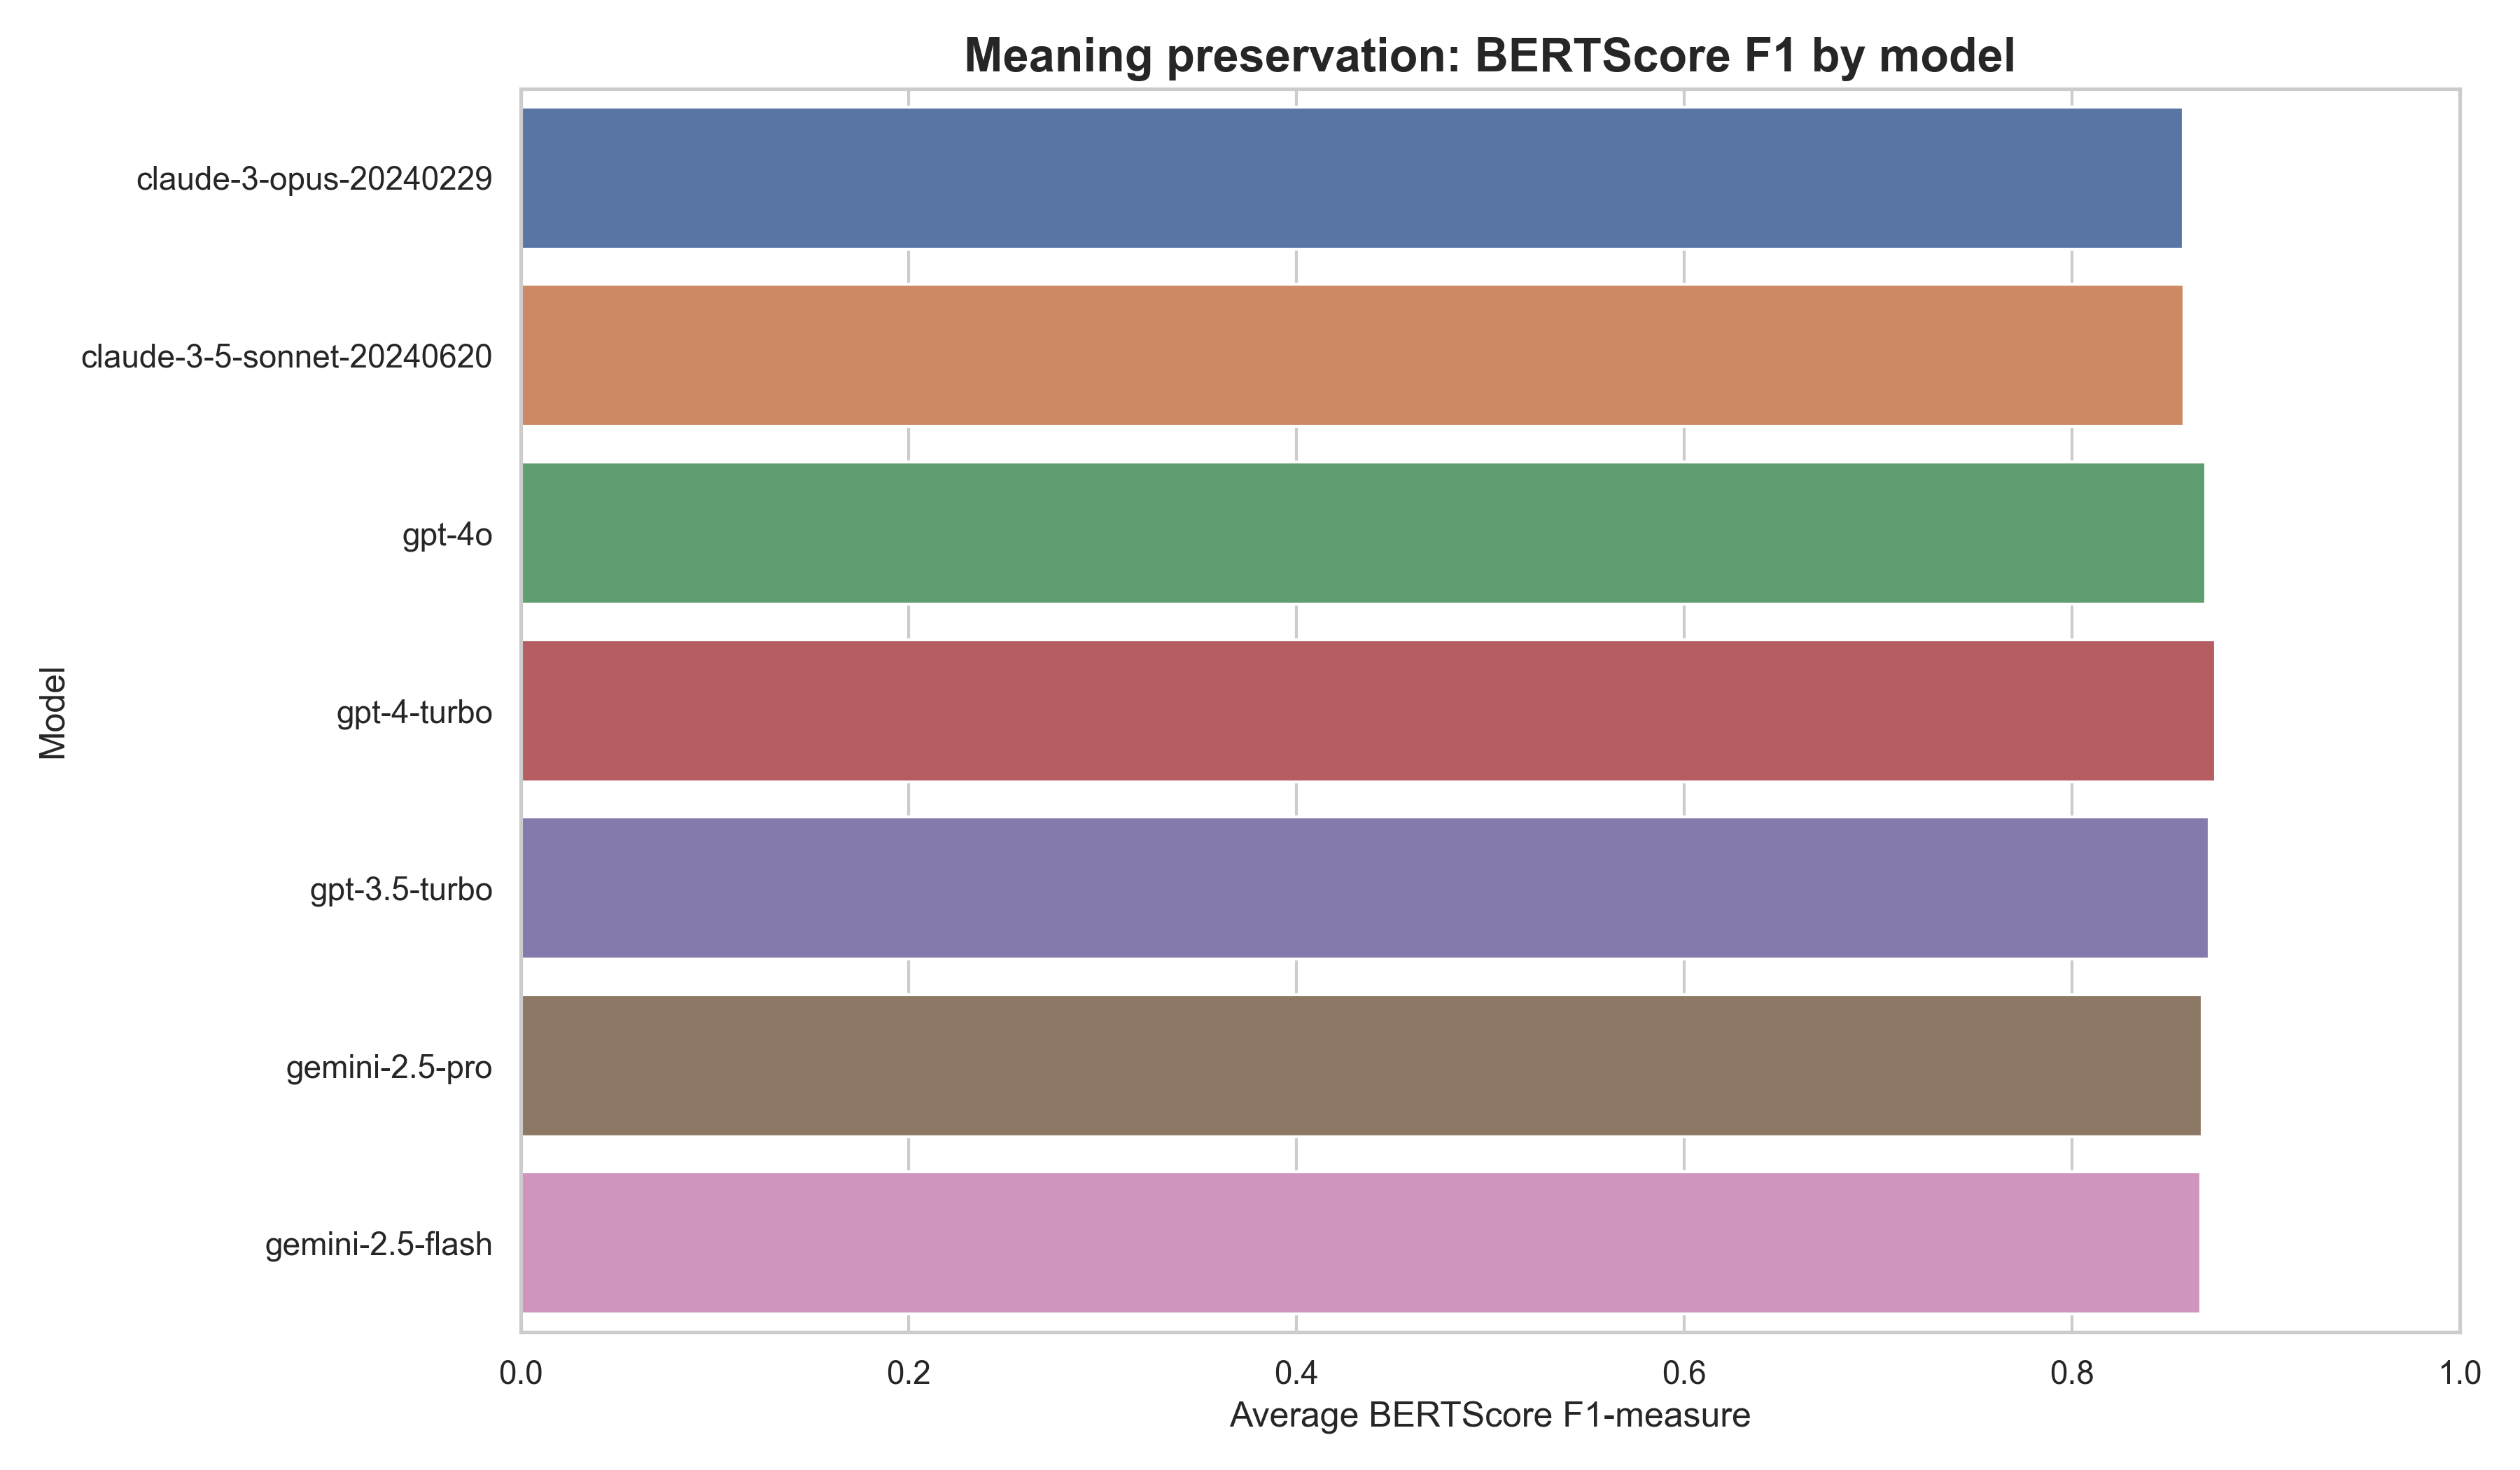 Meaning preservation: BERTScore F1 by model
Model
claude-3-opus-20240229
claude-3-5-sonnet-20240620
gpt-4o
gpt-4-turbo
gpt-3.5-turbo
gemini-2.5-pro
gemini-2.5-flash
0.0 0.2 0.4 0.6 0.8 1.0
Average BERTScore F1-measure